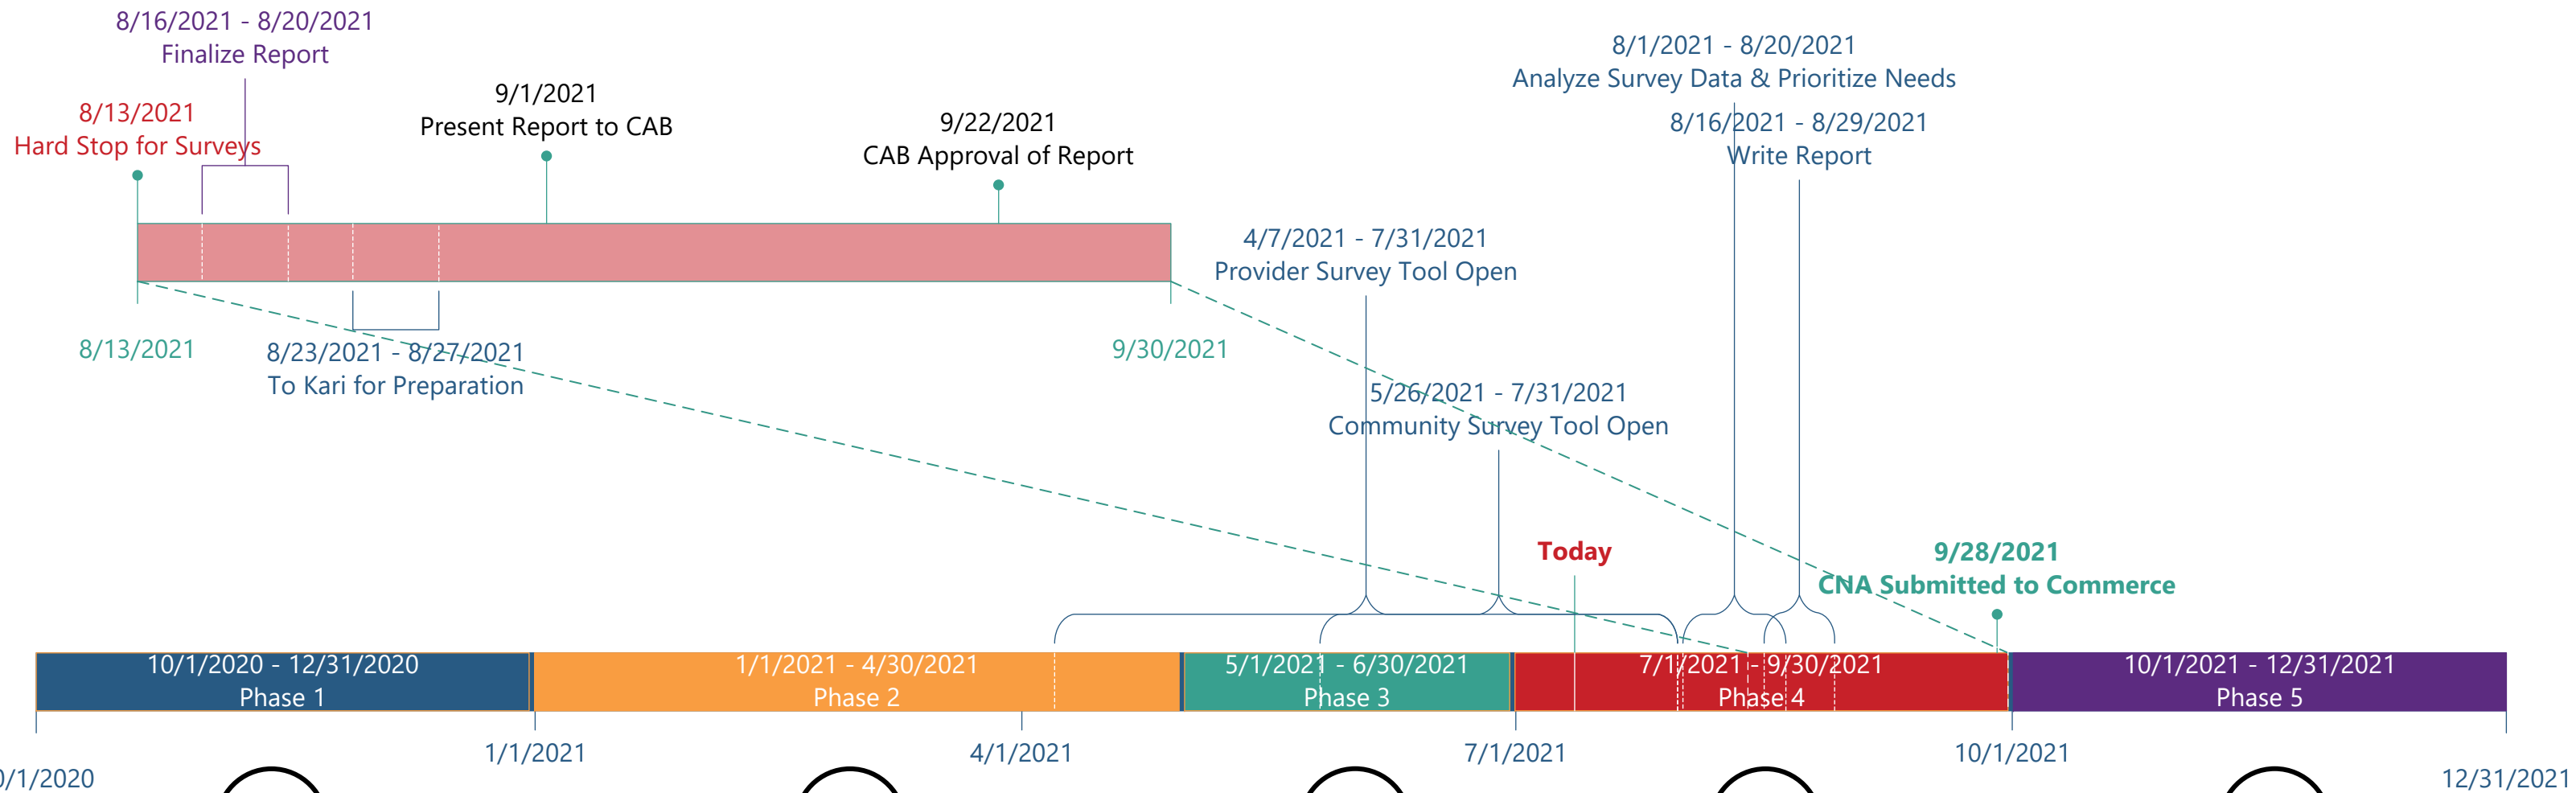 8/16/2021 - 8/20/2021
Finalize Report
8/13/2021
Hard Stop for Surveys
9/1/2021
Present Report to CAB
9/22/2021
CAB Approval of Report
8/1/2021 - 8/20/2021
Analyze Survey Data & Prioritize Needs
8/16/2021 - 8/29/2021
Write Report
4/7/2021 - 7/31/2021
Provider Survey Tool Open
8/13/2021
8/23/2021 - 8/27/2021
To Kari for Preparation
9/30/2021
5/26/2021 - 7/31/2021
Community Survey Tool Open
Today
9/28/2021
CNA Submitted to Commerce
10/1/2020 - 12/31/2020
Phase 1
1/1/2021 - 4/30/2021
Phase 2
5/1/2021 - 6/30/2021
Phase 3
7/1/2021 - 9/30/2021
Phase 4
10/1/2021 - 12/31/2021
Phase 5
1/1/2021
4/1/2021
7/1/2021
10/1/2021
0/1/2020
12/31/2021